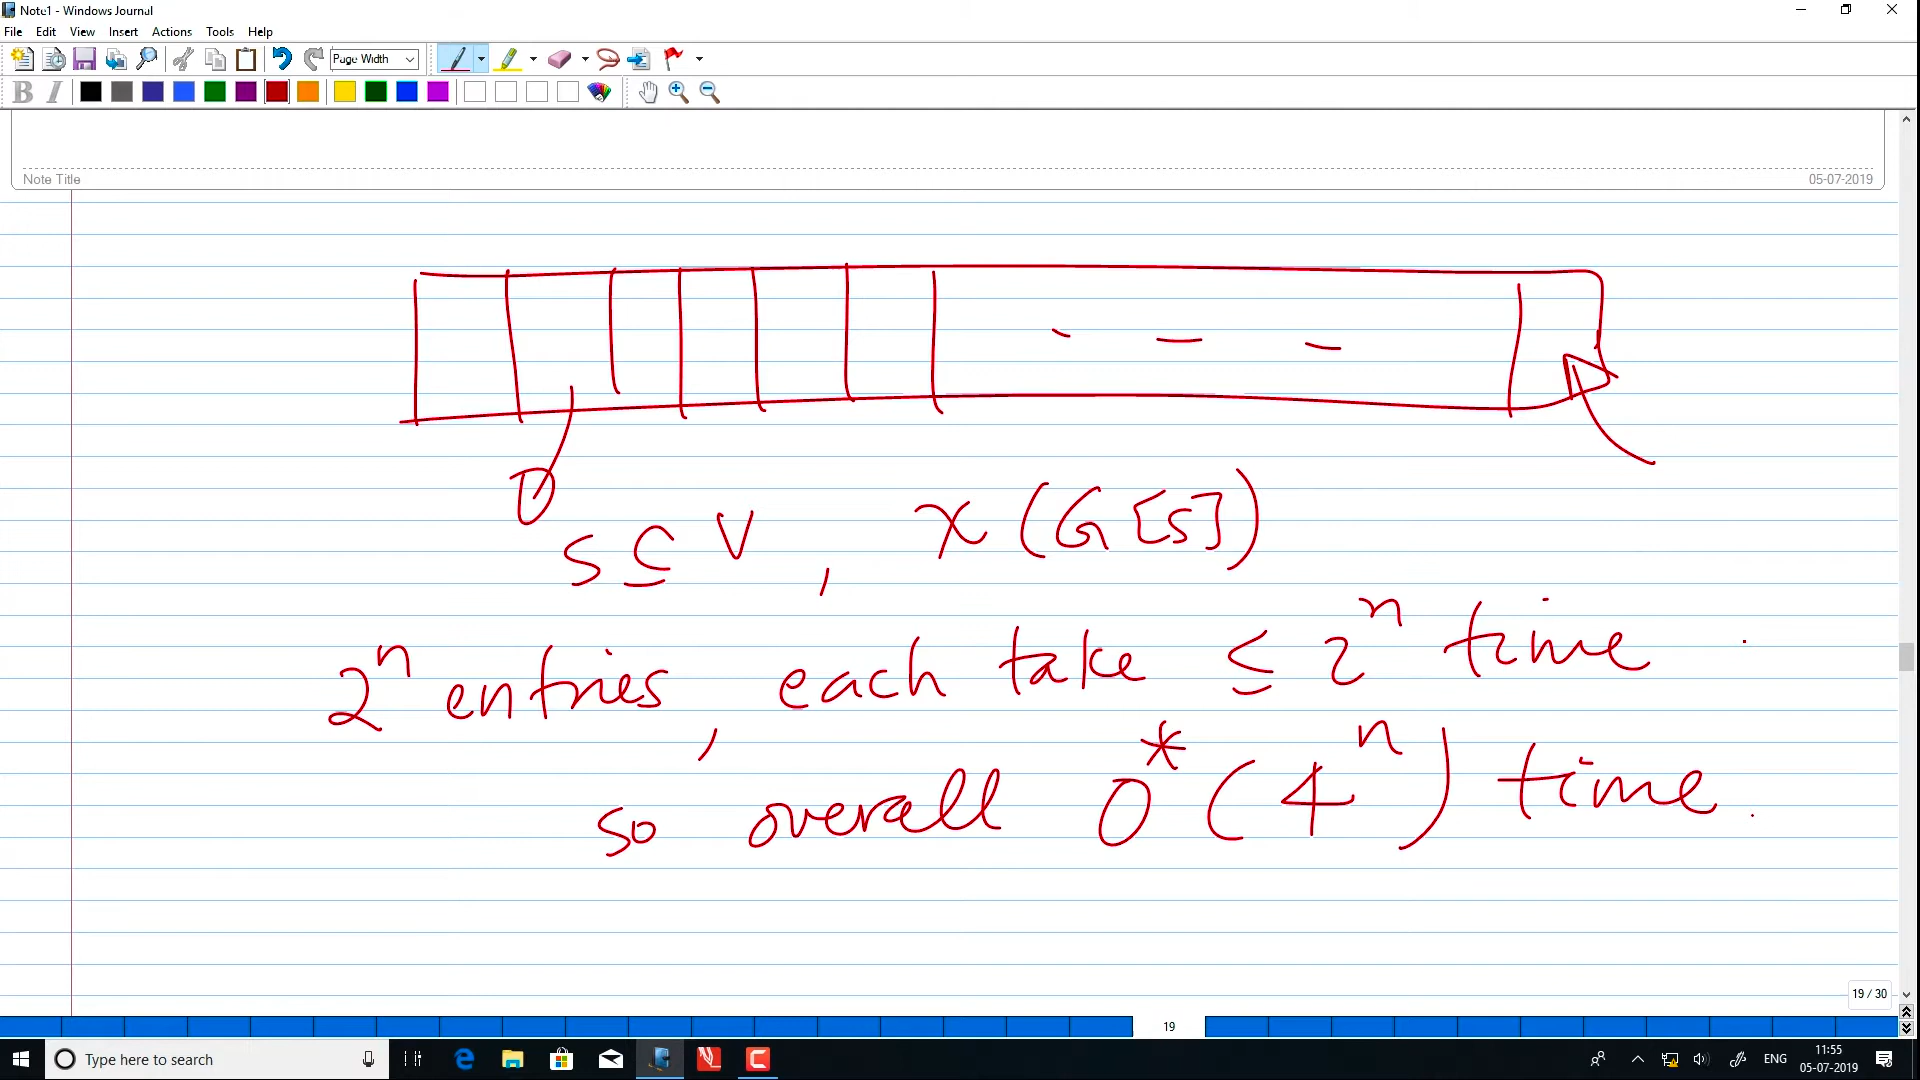 Note1 - Windows Journal
File Edit View Insert Actions Tools Help
Page Width
B I
Note Title
05-07-2019
S ⊆ V, χ(G[S])
2^n entries, each take ≤ 2^n time.
so overall O*(4^n) time.
19 / 30
19
Type here to search
ENG
11:55
05-07-2019